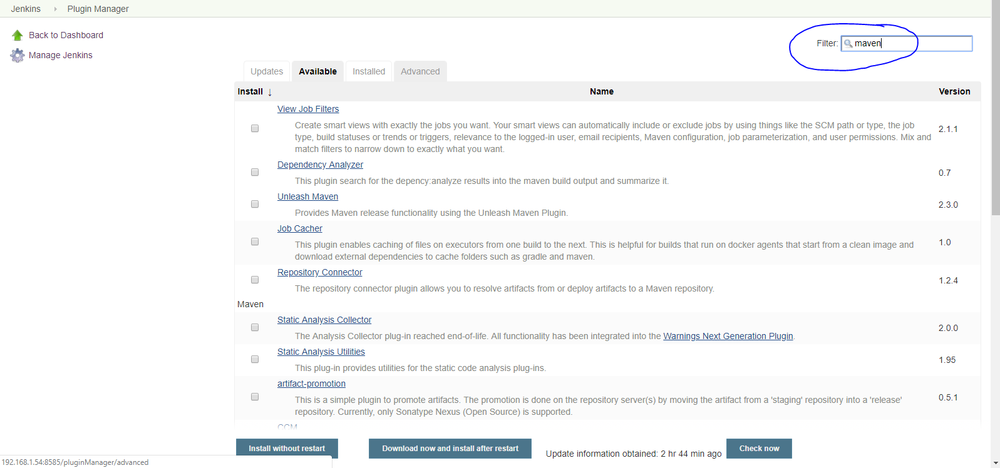 Jenkins Plugin Manager
Back to Dashboard
Manage Jenkins
Filter: maven
Updates Available Installed Advanced
Install ↓ Name Version
View Job Filters
Create smart views with exactly the jobs you want. Your smart views can automatically include or exclude jobs by using things like the SCM path or type, the job
type, build statuses or trends or triggers, relevance to the logged-in user, email recipients, Maven configuration, job parameterization, and user permissions. Mix and
match filters to narrow down to exactly what you want.
2.1.1
Dependency Analyzer
This plugin search for the depency:analyze results into the maven build output and summarize it.
0.7
Unleash Maven
Provides Maven release functionality using the Unleash Maven Plugin.
2.3.0
Job Cacher
This plugin enables caching of files on executors from one build to the next. This is helpful for builds that run on docker agents that start from a clean image and
download external dependencies to cache folders such as gradle and maven.
1.0
Repository Connector
The repository connector plugin allows you to resolve artifacts from or deploy artifacts to a Maven repository.
1.2.4
Maven
Static Analysis Collector
The Analysis Collector plug-in reached end-of-life. All functionality has been integrated into the Warnings Next Generation Plugin.
2.0.0
Static Analysis Utilities
This plug-in provides utilities for the static code analysis plug-ins.
1.95
artifact-promotion
This is a simple plugin to promote artifacts. The promotion is done on the repository server(s) by moving the artifact from a 'staging' repository into a 'release'
repository. Currently, only Sonatype Nexus (Open Source) is supported.
0.5.1
CCM
Install without restart Download now and install after restart Update information obtained: 2 hr 44 min ago Check now
192.168.1.54:8585/pluginManager/advanced